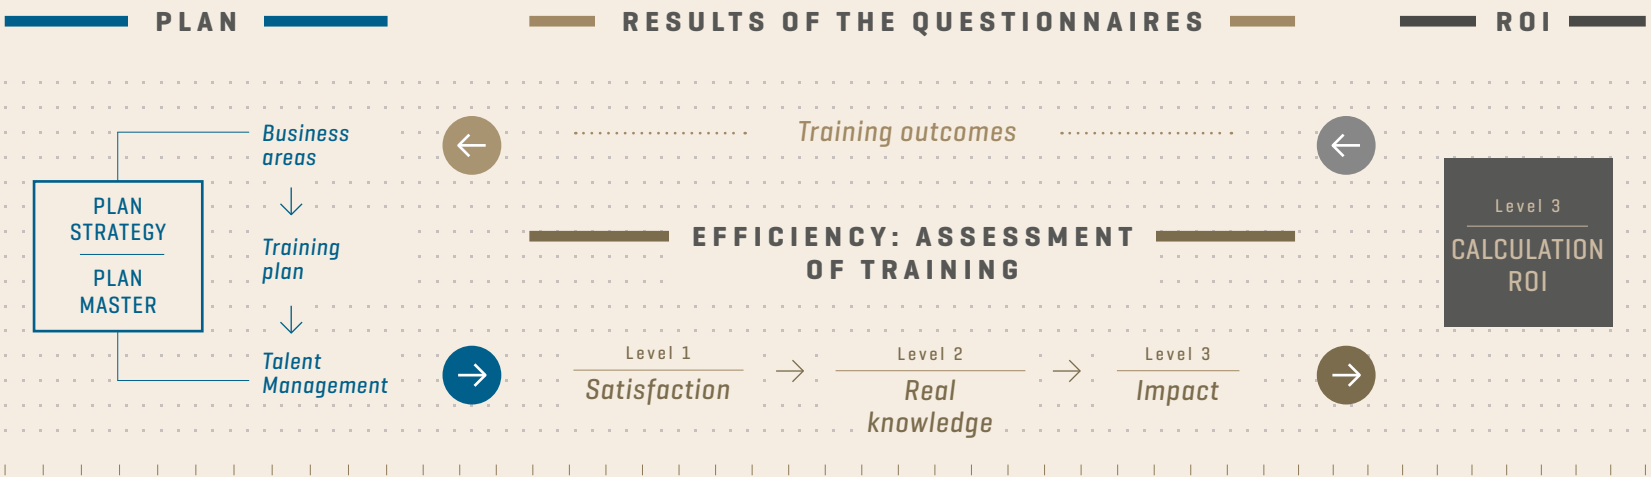 PLAN
RESULTS OF THE QUESTIONNAIRES
ROI
PLAN
STRATEGY
PLAN
MASTER
Business
areas
Training
plan
Talent
Management
Training outcomes
EFFICIENCY: ASSESSMENT
OF TRAINING
Level 1
Satisfaction
Level 2
Real
knowledge
Level 3
Impact
Level 3
CALCULATION
ROI